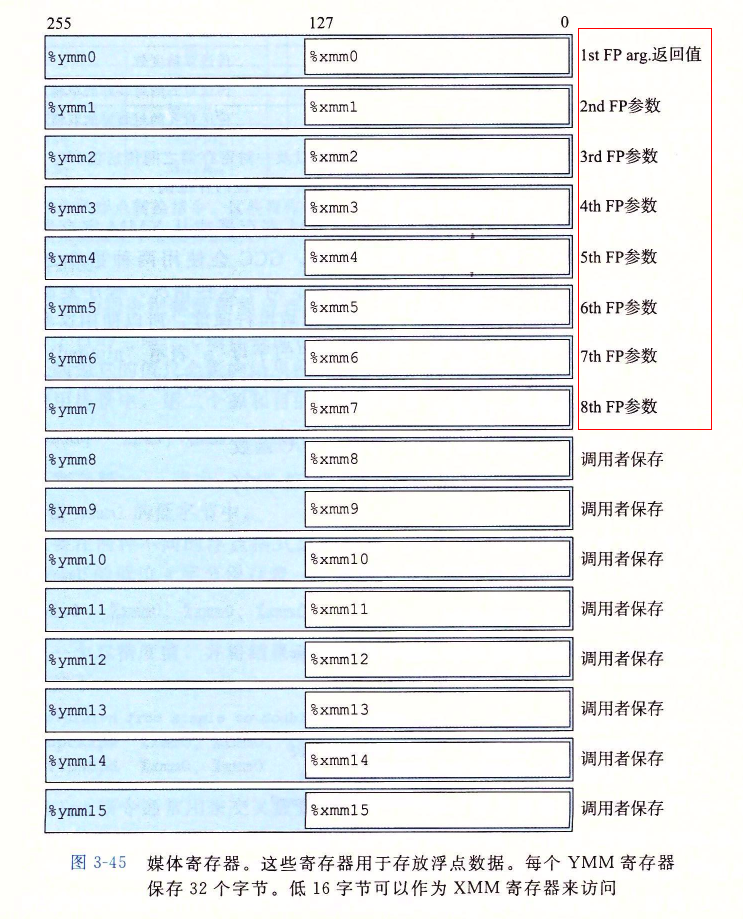 255 127 0
%ymm0 %xmm0 1st FP arg.返回值
%ymm1 %xmm1 2nd FP参数
%ymm2 %xmm2 3rd FP参数
%ymm3 %xmm3 4th FP参数
%ymm4 %xmm4 5th FP参数
%ymm5 %xmm5 6th FP参数
%ymm6 %xmm6 7th FP参数
%ymm7 %xmm7 8th FP参数
%ymm8 %xmm8 调用者保存
%ymm9 %xmm9 调用者保存
%ymm10 %xmm10 调用者保存
%ymm11 %xmm11 调用者保存
%ymm12 %xmm12 调用者保存
%ymm13 %xmm13 调用者保存
%ymm14 %xmm14 调用者保存
%ymm15 %xmm15 调用者保存
图 3-45 媒体寄存器。这些寄存器用于存放浮点数据。每个 YMM 寄存器
保存 32 个字节。低 16 字节可以作为 XMM 寄存器来访问